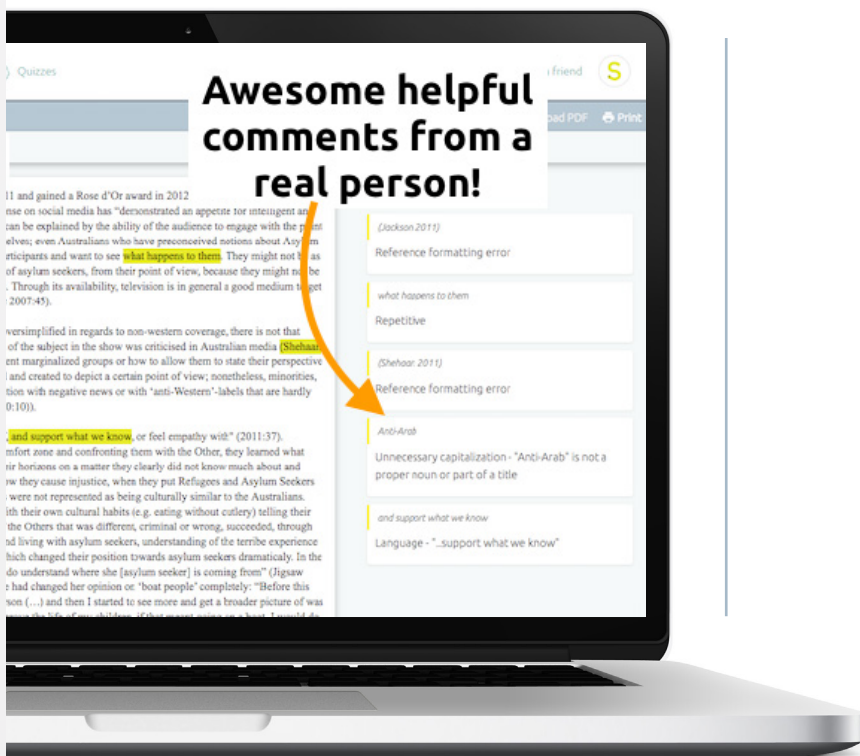 Quizzes
friend
S
Awesome helpful
comments from a
real person!
PDF
Print
11 and gained a Rose d'Or award in 2012
nse on social media has "demonstrated an appetite for intelligent an
can be explained by the ability of the audience to engage with the p int
elves; even Australians who have preconceived notions about Asy m
rticipants and want to see what happens to them. They might not b as
of asylum seekers, from their point of view, because they might no be
. Through its availability, television is in general a good medium t get
2007:45).
versimplified in regards to non-western coverage, there is not that
of the subject in the show was criticised in Australian media (Shehaar,
ent marginalized groups or how to allow them to state their perspective
l and created to depict a certain point of view; nonetheless, minorities,
tion with negative news or with 'anti-Western'-labels that are hardly
0:10)).
, and support what we know, or feel empathy with" (2011:37).
mfort zone and confronting them with the Other, they learned what
eir horizons on a matter they clearly did not know much about and
ow they cause injustice, when they put Refugees and Asylum Seekers
were not represented as being culturally similar to the Australians.
ith their own cultural habits (e.g. eating without cutlery) telling their
the Others that was different, criminal or wrong, succeeded, through
nd living with asylum seekers, understanding of the terribe experience
hich changed their position towards asylum seekers dramaticaly. In the
do understand where she [asylum seeker] is coming from" (Jigsaw
e had changed her opinion on 'boat people' completely: "Before this
rson (…) and then I started to see more and get a broader picture of was
(Jackson 2011)
Reference formatting error
what happens to them
Repetitive
(Shehaar. 2011)
Reference formatting error
Anti-Arab
Unnecessary capitalization - "Anti-Arab" is not a
proper noun or part of a title
and support what we know
Language - "...support what we know"